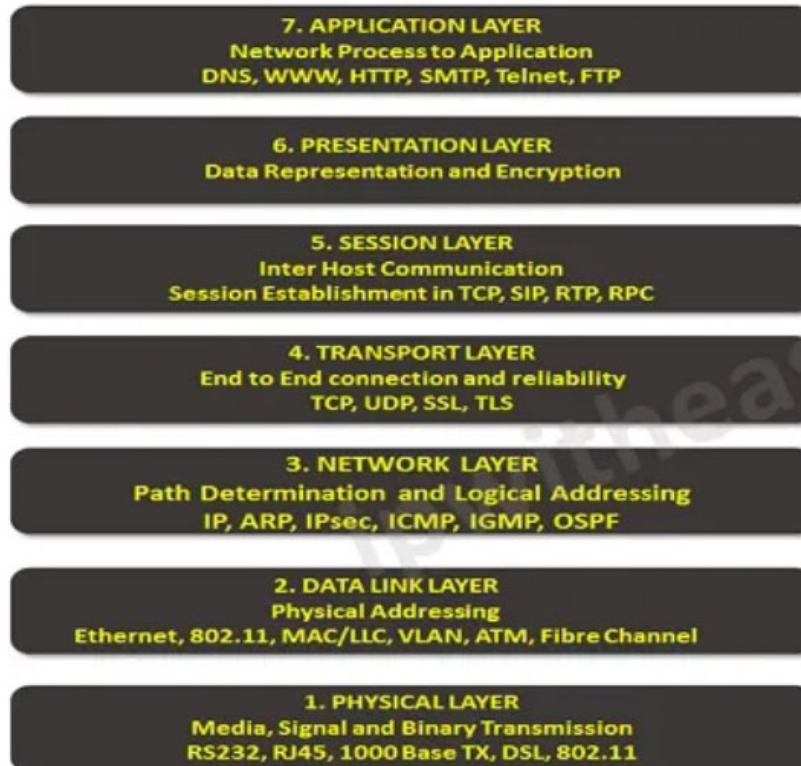 7. APPLICATION LAYER
Network Process to Application
DNS, WWW, HTTP, SMTP, Telnet, FTP
6. PRESENTATION LAYER
Data Representation and Encryption
5. SESSION LAYER
Inter Host Communication
Session Establishment in TCP, SIP, RTP, RPC
4. TRANSPORT LAYER
End to End connection and reliability
TCP, UDP, SSL, TLS
3. NETWORK LAYER
Path Determination and Logical Addressing
IP, ARP, IPsec, ICMP, IGMP, OSPF
2. DATA LINK LAYER
Physical Addressing
Ethernet, 802.11, MAC/LLC, VLAN, ATM, Fibre Channel
1. PHYSICAL LAYER
Media, Signal and Binary Transmission
RS232, RJ45, 1000 Base TX, DSL, 802.11
ipwitheas